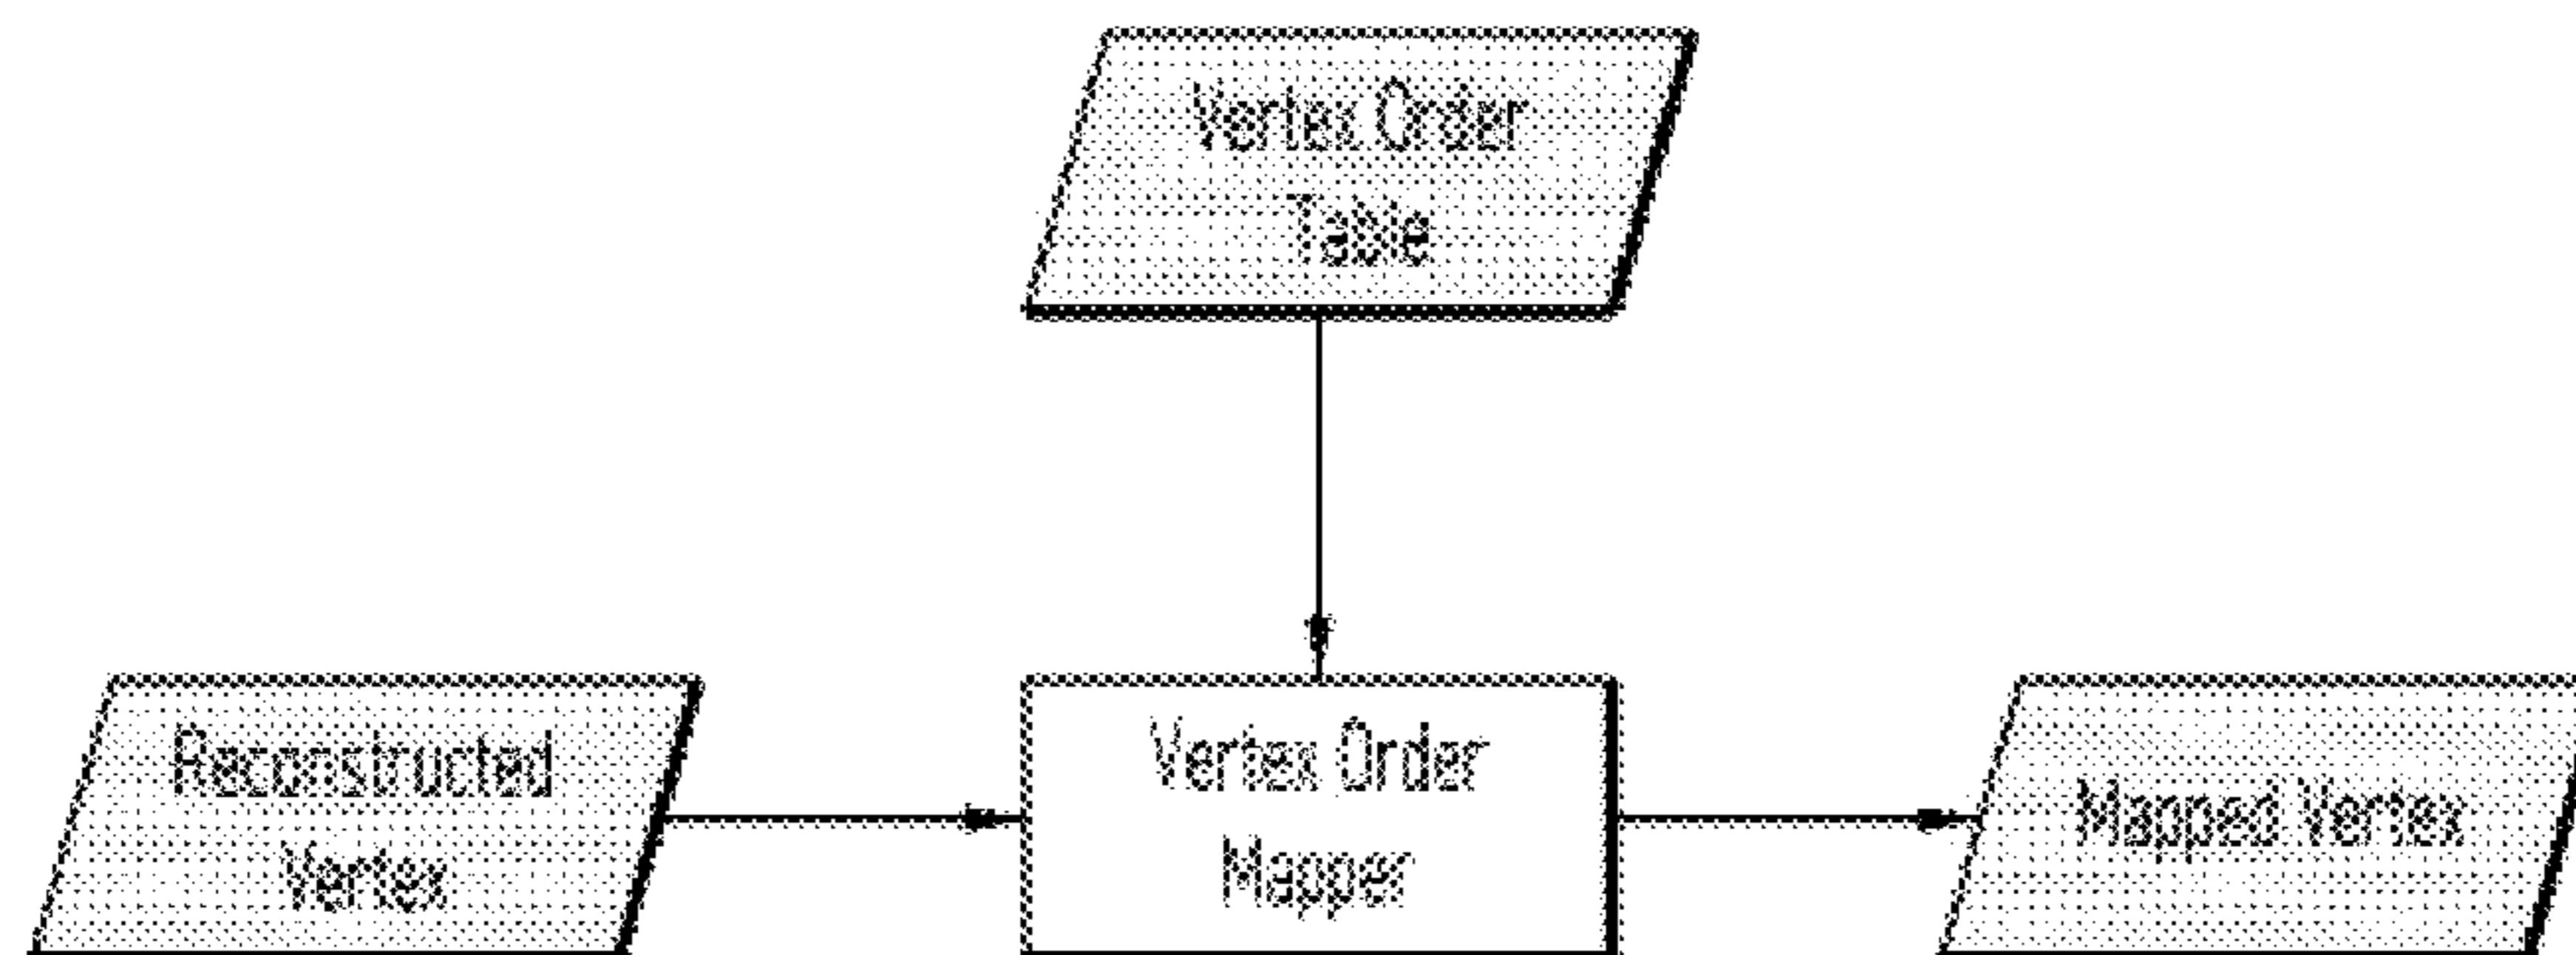 Vertex Order
Table
Reconstructed
Vertex
Vertex Order
Mapper
Mapped Vertex